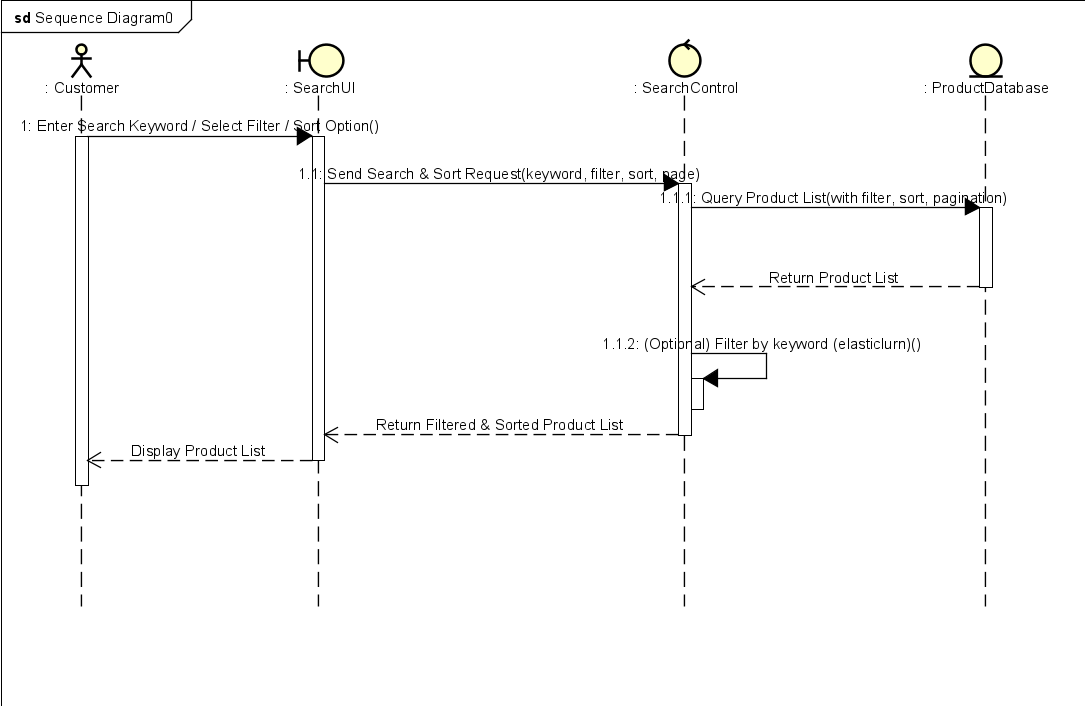 sd Sequence Diagram0
: Customer
: SearchUI
: SearchControl
: ProductDatabase
1: Enter Search Keyword / Select Filter / Sort Option()
1.1: Send Search & Sort Request(keyword, filter, sort, page)
1.1.1: Query Product List(with filter, sort, pagination)
Return Product List
1.1.2: (Optional) Filter by keyword (elasticlurn)()
Return Filtered & Sorted Product List
Display Product List